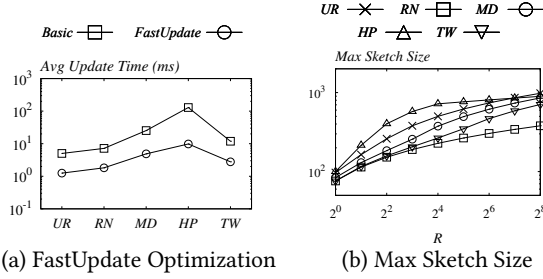 Basic FastUpdate
Avg Update Time (ms)
10^3
10^2
10^1
10^0
10^-1
UR RN MD HP TW
(a) FastUpdate Optimization
UR RN MD
HP TW
Max Sketch Size
10^3
10^2
2^0 2^2 2^4 2^6 2^8
R
(b) Max Sketch Size